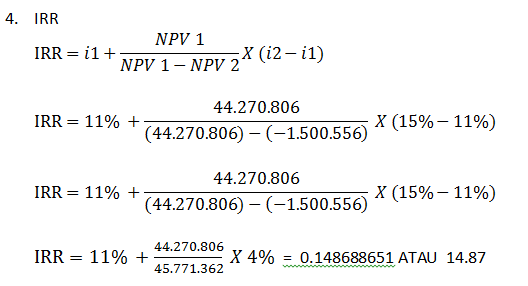 4. IRR
IRR = i1 + NPV 1 / NPV 1 − NPV 2 X (i2 − i1)
IRR = 11% + 44.270.806 / (44.270.806) − (−1.500.556) X (15% − 11%)
IRR = 11% + 44.270.806 / (44.270.806) − (−1.500.556) X (15% − 11%)
IRR = 11% + 44.270.806 / 45.771.362 X 4% = 0.148688651 ATAU 14.87